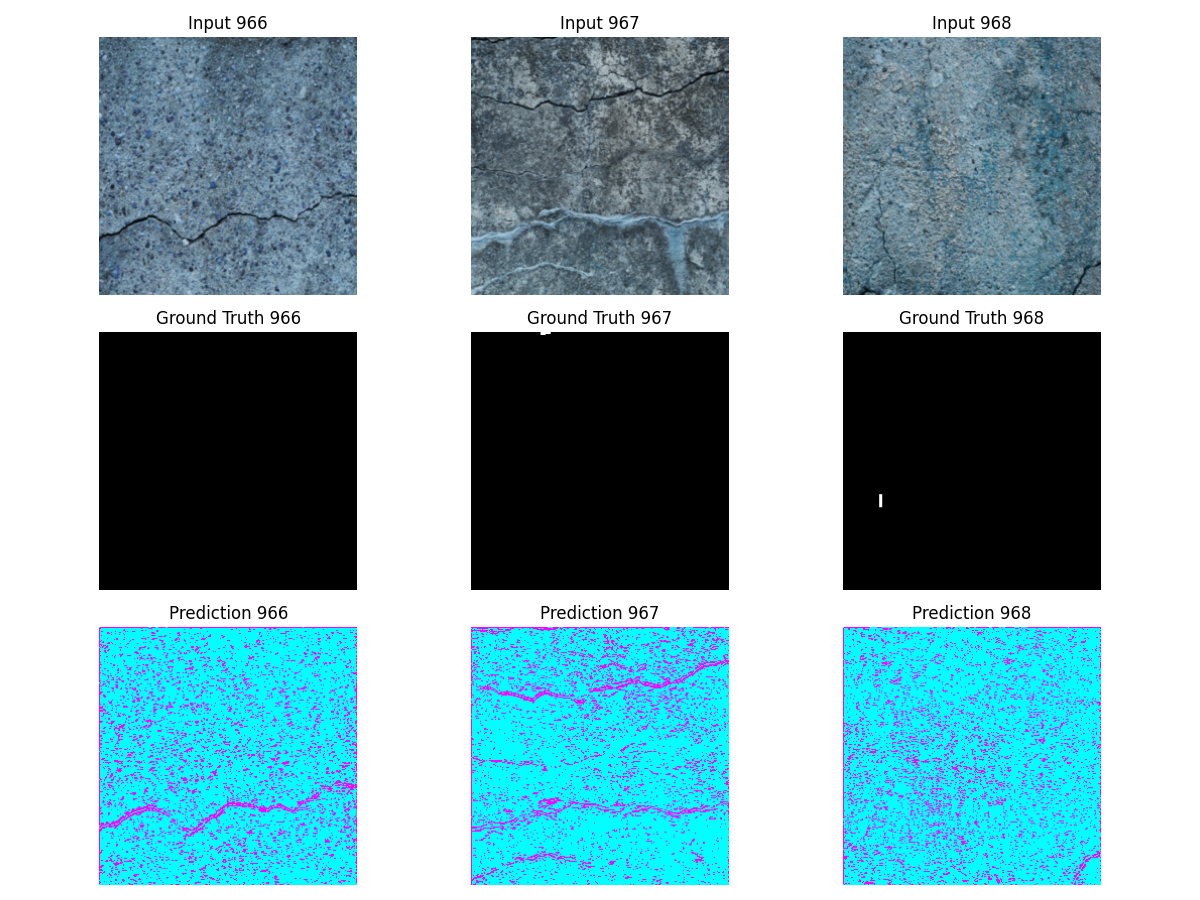 Input 966
Input 967
Input 968
Ground Truth 966
Ground Truth 967
Ground Truth 968
Prediction 966
Prediction 967
Prediction 968